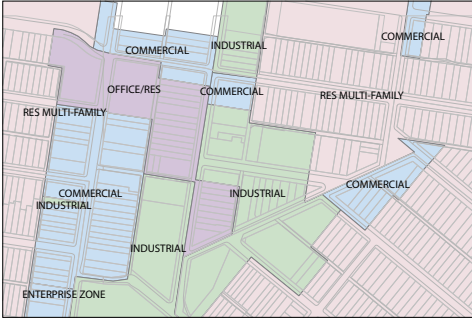 COMMERCIAL
COMMERCIAL
INDUSTRIAL
OFFICE/RES
COMMERCIAL
RES MULTI-FAMILY
RES MULTI-FAMILY
COMMERCIAL
COMMERCIAL
INDUSTRIAL
INDUSTRIAL
INDUSTRIAL
ENTERPRISE ZONE